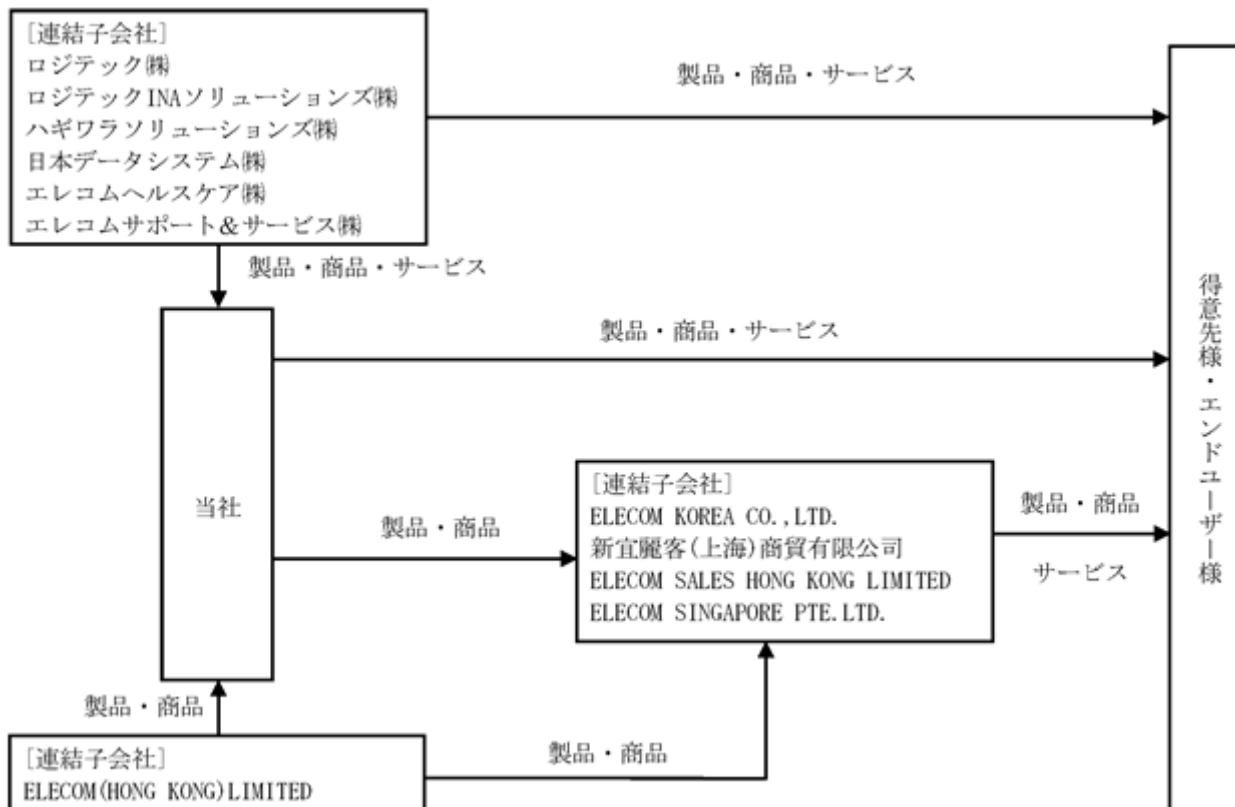 [連結子会社]
ロジテック㈱
ロジテックINAソリューションズ㈱
ハギワラソリューションズ㈱
日本データシステム㈱
エレコムヘルスケア㈱
エレコムサポート&サービス㈱
製品・商品・サービス
製品・商品・サービス
当社
製品・商品・サービス
得意先様・エンドユーザー様
製品・商品
[連結子会社]
ELECOM KOREA CO.,LTD.
新宜麗客(上海)商貿有限公司
ELECOM SALES HONG KONG LIMITED
ELECOM SINGAPORE PTE.LTD.
製品・商品
サービス
製品・商品
[連結子会社]
ELECOM(HONG KONG)LIMITED
製品・商品